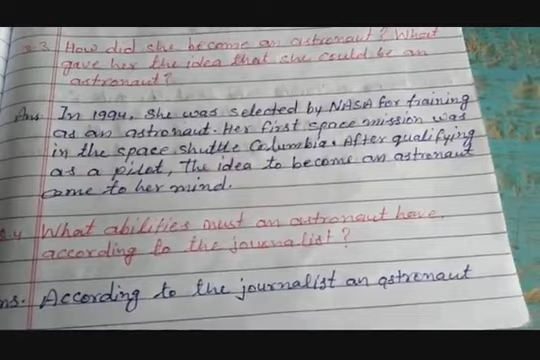 Q.3 How did she become an astronaut? What
gave her the idea that she could be an
astronaut?
Ans In 1994, she was selected by NASA for training
as an astronaut. Her first space mission was
in the space shuttle Columbia. After qualifying
as a pilot, The idea to become an astronaut
came to her mind.
Q.4 What abilities must an astronaut have,
according to the journalist?
Ans. According to the journalist an astronaut